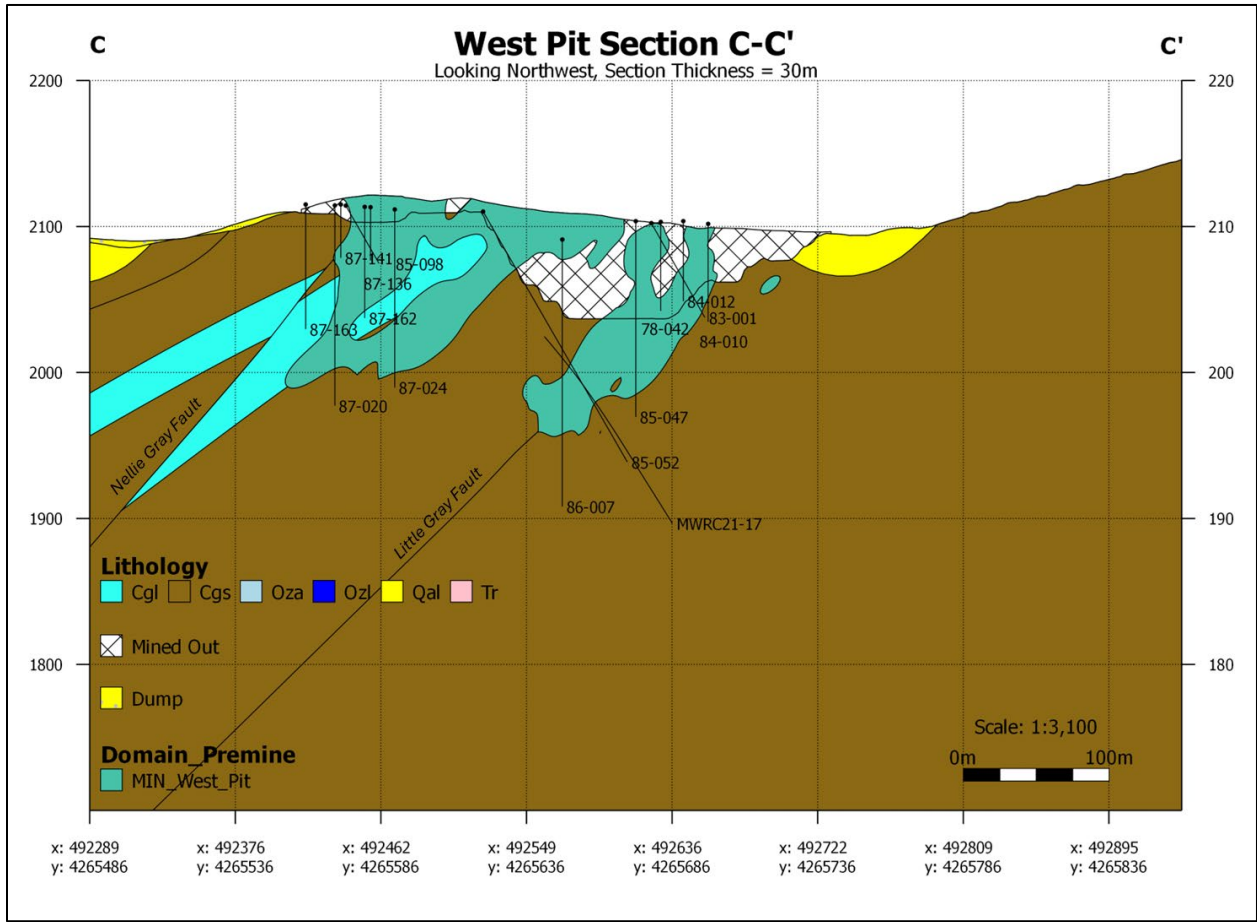 C
West Pit Section C-C'
C'
Looking Northwest, Section Thickness = 30m
2200
220
2100
210
87-141
85-098
87-136
84-012
87-163
87-162
78-042
83-001
84-010
2000
200
87-024
87-020
85-047
Nellie Gray Fault
85-052
Little Gray Fault
86-007
MWRC21-17
1900
190
Lithology
Cgl Cgs Oza Ozl Qal Tr
Mined Out
1800
180
Dump
Scale: 1:3,100
Domain_Premine
0m 100m
MIN_West_Pit
x: 492289 x: 492376 x: 492462 x: 492549 x: 492636 x: 492722 x: 492809 x: 492895
y: 4265486 y: 4265536 y: 4265586 y: 4265636 y: 4265686 y: 4265736 y: 4265786 y: 4265836